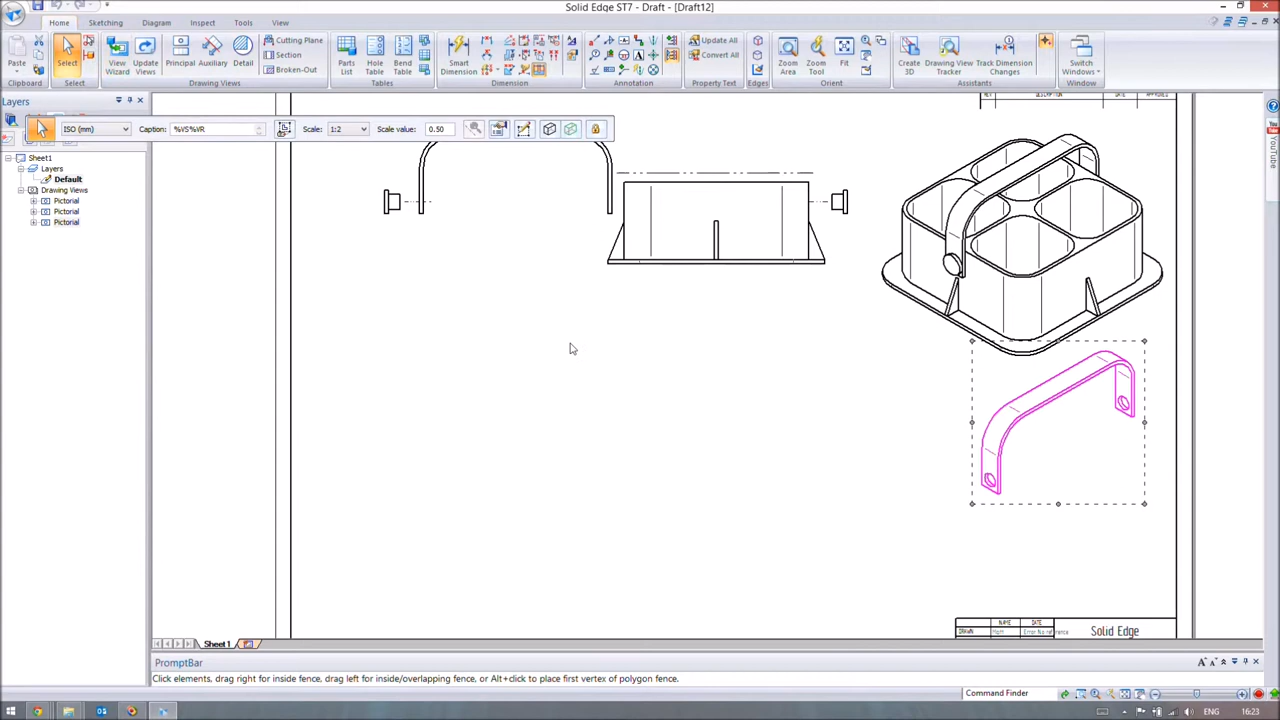 Solid Edge ST7 - Draft - [Draft12]
Home Sketching Diagram Inspect Tools View
Paste
Clipboard
Select
Select
View Wizard
Update Views
Principal
Auxiliary
Detail
Cutting Plane
Section
Broken-Out
Drawing Views
Parts List
Hole Table
Bend Table
Tables
Smart Dimension
Dimension
Annotation
Update All
Convert All
Property Text
Edges
Zoom Area
Zoom Tool
Fit
Orient
Create 3D
Drawing View Tracker
Track Dimension Changes
Assistants
Switch Windows
Window
Layers
ISO (mm)
Caption: %VS%VR
Scale: 1:2
Scale value: 0.50
YouTube
Sheet1
Layers
Default
Drawing Views
Pictorial
Pictorial
Pictorial
DESCRIPTION DATE
NAME DATE
DRAWN
Solid Edge
Sheet1
PromptBar
Click elements, drag right for inside fence, drag left for inside/overlapping fence, or Alt+click to place first vertex of polygon fence.
Command Finder
ENG 16:23